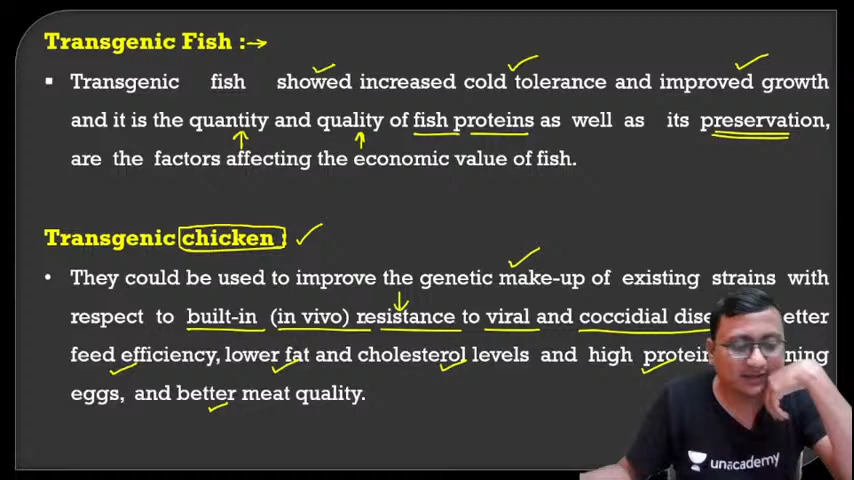 Transgenic Fish :→
▪ Transgenic fish showed increased cold tolerance and improved growth
and it is the quantity and quality of fish proteins as well as its preservation,
are the factors affecting the economic value of fish.
Transgenic chicken :
• They could be used to improve the genetic make-up of existing strains with
respect to built-in (in vivo) resistance to viral and coccidial etter
feed efficiency, lower fat and cholesterol levels and high ning
eggs, and better meat quality.
unacademy